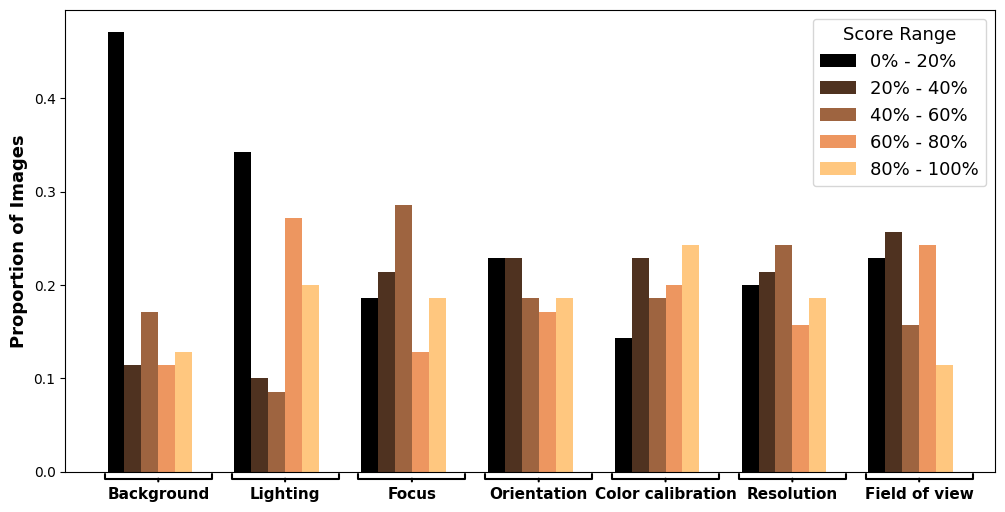 Score Range
0% - 20%
20% - 40%
40% - 60%
60% - 80%
80% - 100%
Proportion of Images
0.4
0.3
0.2
0.1
0.0
Background Lighting Focus Orientation Color calibration Resolution Field of view